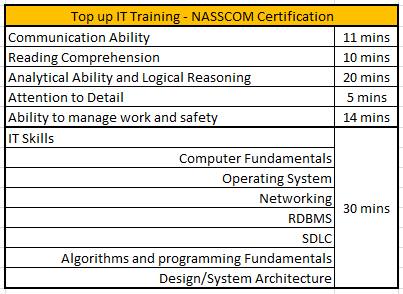 Top up IT Training - NASSCOM Certification
Communication Ability 11 mins
Reading Comprehension 10 mins
Analytical Ability and Logical Reasoning 20 mins
Attention to Detail 5 mins
Ability to manage work and safety 14 mins
IT Skills
Computer Fundamentals
Operating System
Networking
30 mins
RDBMS
SDLC
Algorithms and programming Fundamentals
Design/System Architecture